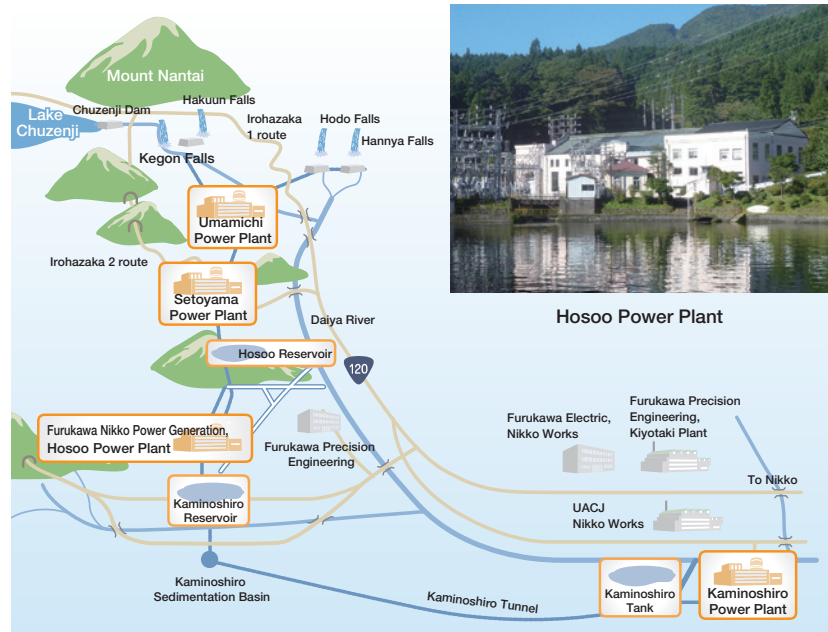 Mount Nantai
Lake
Chuzenji
Chuzenji Dam
Hakuun Falls
Kegon Falls
Irohazaka
1 route
Hodo Falls
Hannya Falls
Umamichi
Power Plant
Irohazaka 2 route
Setoyama
Power Plant
Daiya River
Hosoo Power Plant
Hosoo Reservoir
120
Furukawa Nikko Power Generation,
Hosoo Power Plant
Furukawa Precision
Engineering
Furukawa Electric,
Nikko Works
Furukawa Precision
Engineering,
Kiyotaki Plant
To Nikko
Kaminoshiro
Reservoir
UACJ
Nikko Works
Kaminoshiro
Sedimentation Basin
Kaminoshiro Tunnel
Kaminoshiro
Tank
Kaminoshiro
Power Plant